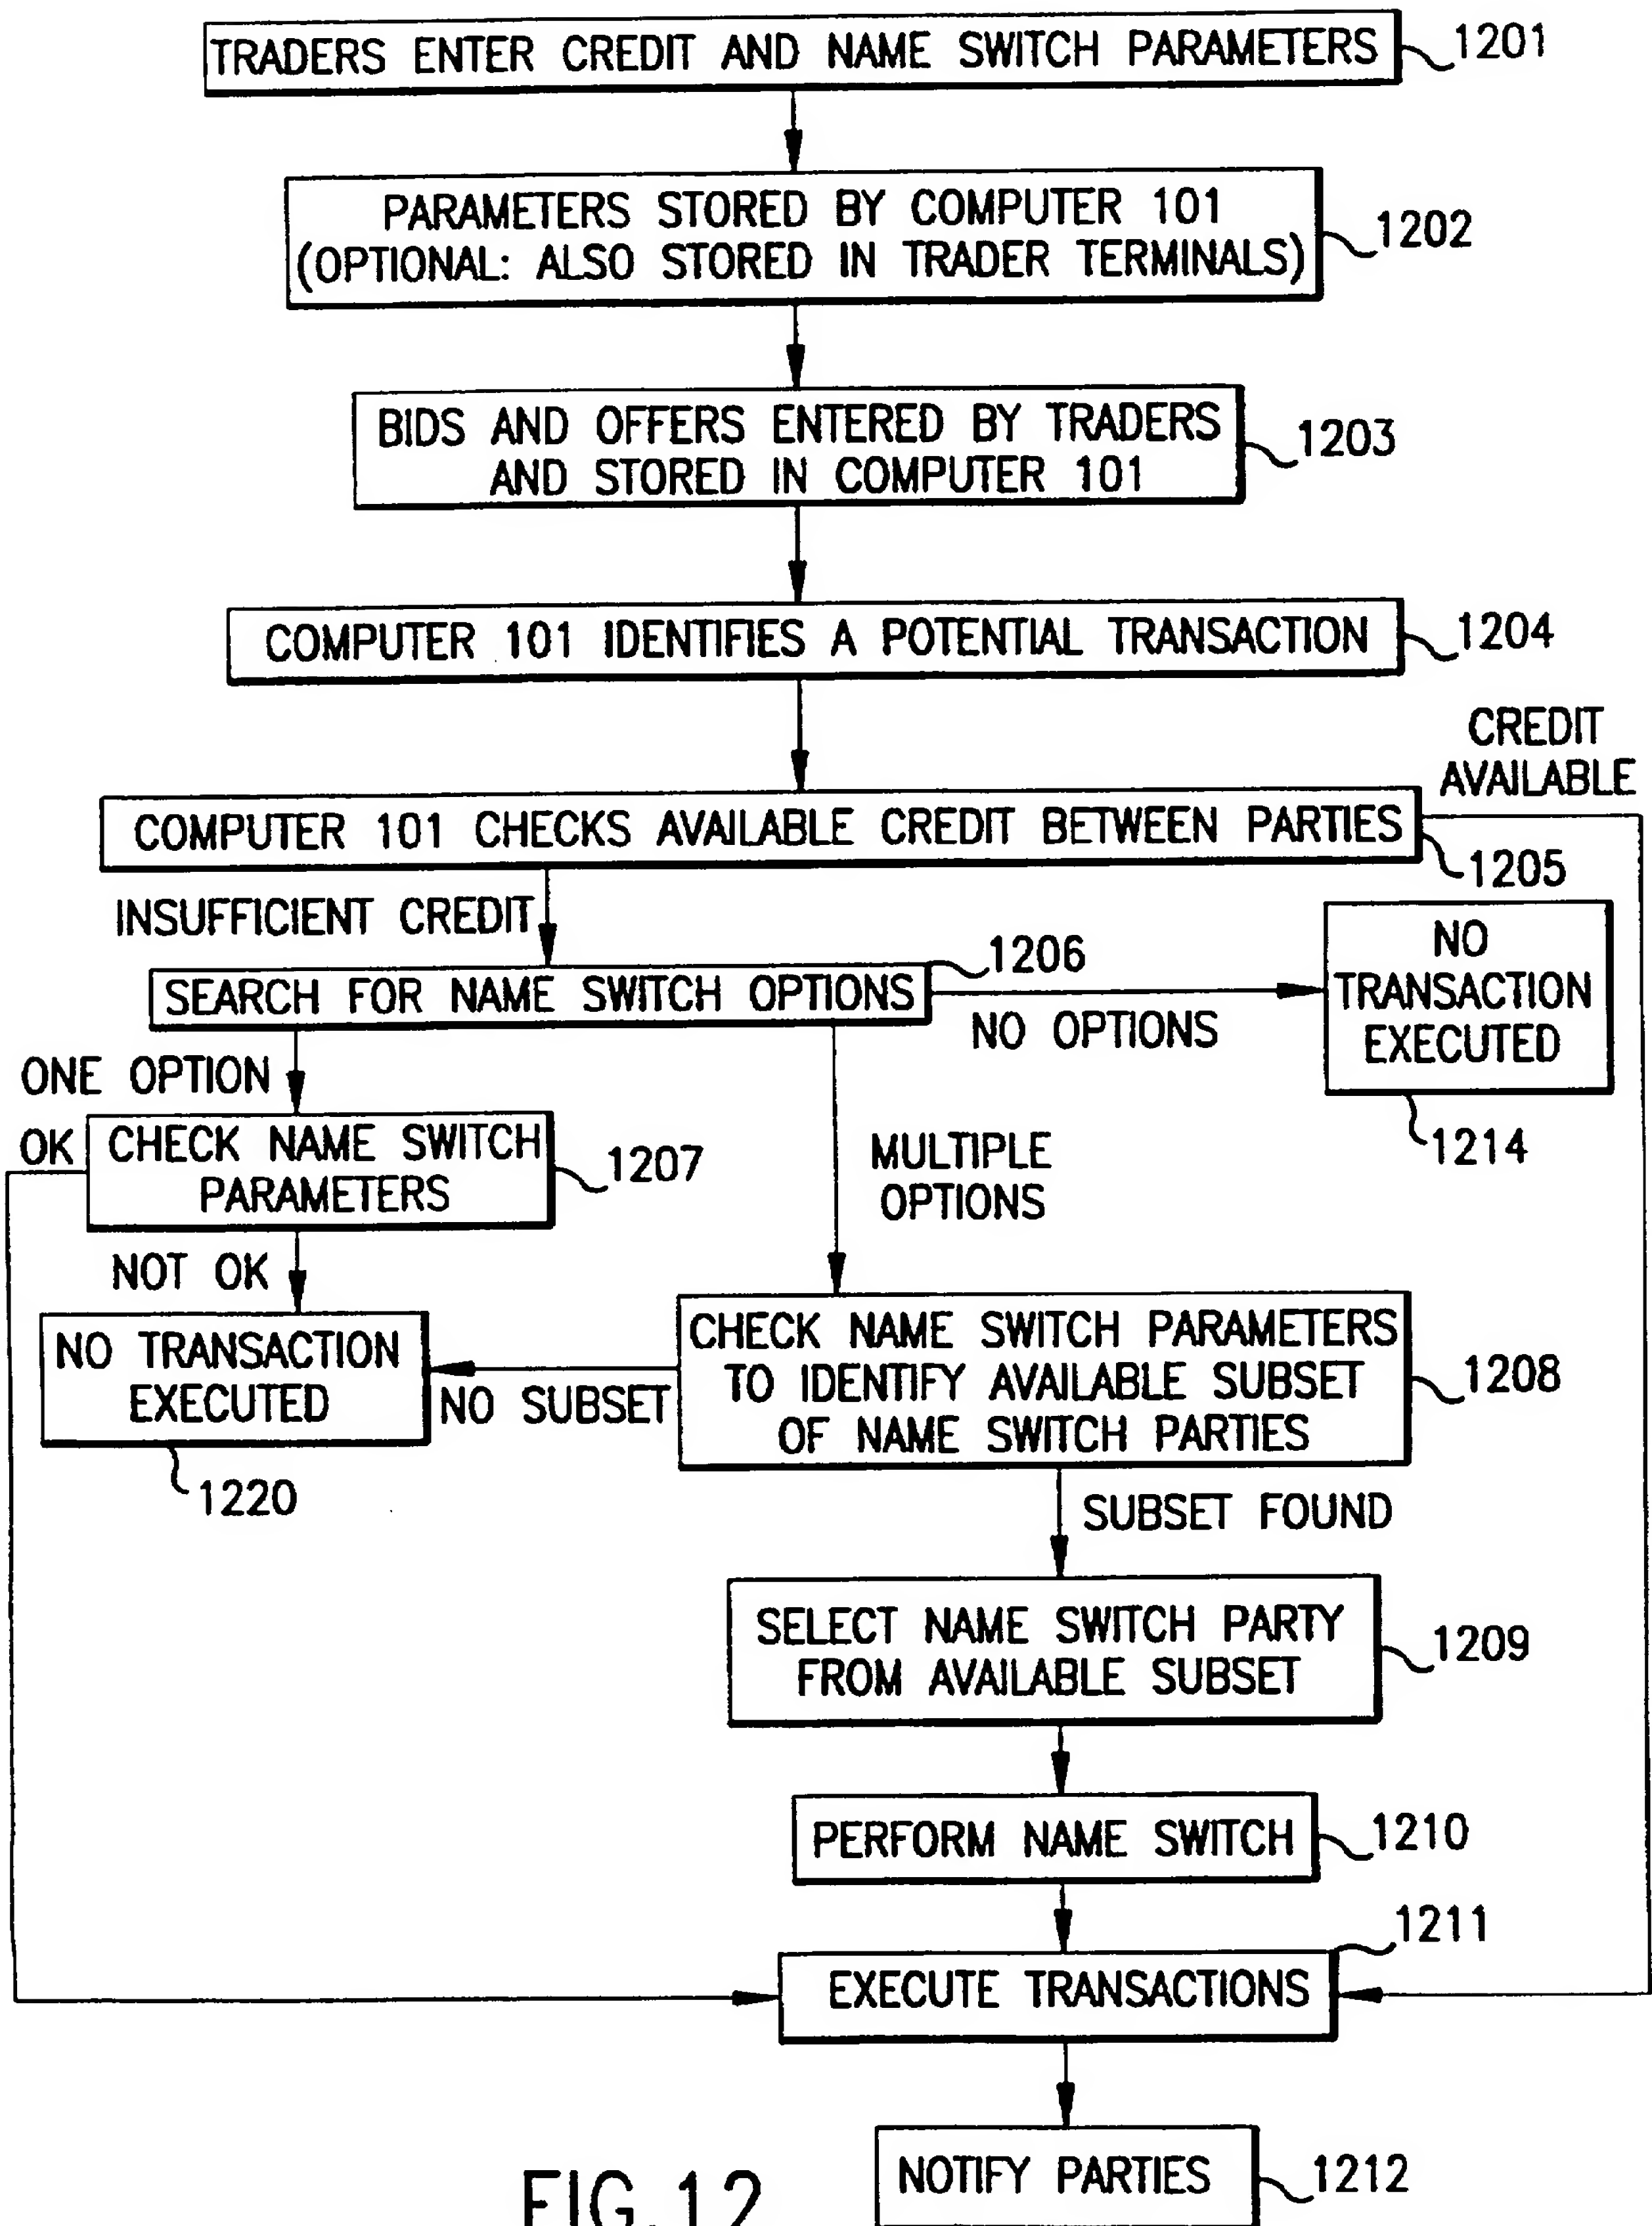 TRADERS ENTER CREDIT AND NAME SWITCH PARAMETERS
1201
PARAMETERS STORED BY COMPUTER 101
(OPTIONAL: ALSO STORED IN TRADER TERMINALS)
1202
BIDS AND OFFERS ENTERED BY TRADERS
AND STORED IN COMPUTER 101
1203
COMPUTER 101 IDENTIFIES A POTENTIAL TRANSACTION
1204
CREDIT
AVAILABLE
COMPUTER 101 CHECKS AVAILABLE CREDIT BETWEEN PARTIES
1205
INSUFFICIENT CREDIT
SEARCH FOR NAME SWITCH OPTIONS
1206
NO OPTIONS
NO
TRANSACTION
EXECUTED
1214
ONE OPTION
OK
CHECK NAME SWITCH
PARAMETERS
1207
MULTIPLE
OPTIONS
NOT OK
NO TRANSACTION
EXECUTED
1220
NO SUBSET
CHECK NAME SWITCH PARAMETERS
TO IDENTIFY AVAILABLE SUBSET
OF NAME SWITCH PARTIES
1208
SUBSET FOUND
SELECT NAME SWITCH PARTY
FROM AVAILABLE SUBSET
1209
PERFORM NAME SWITCH
1210
EXECUTE TRANSACTIONS
1211
NOTIFY PARTIES
1212
FIG.12